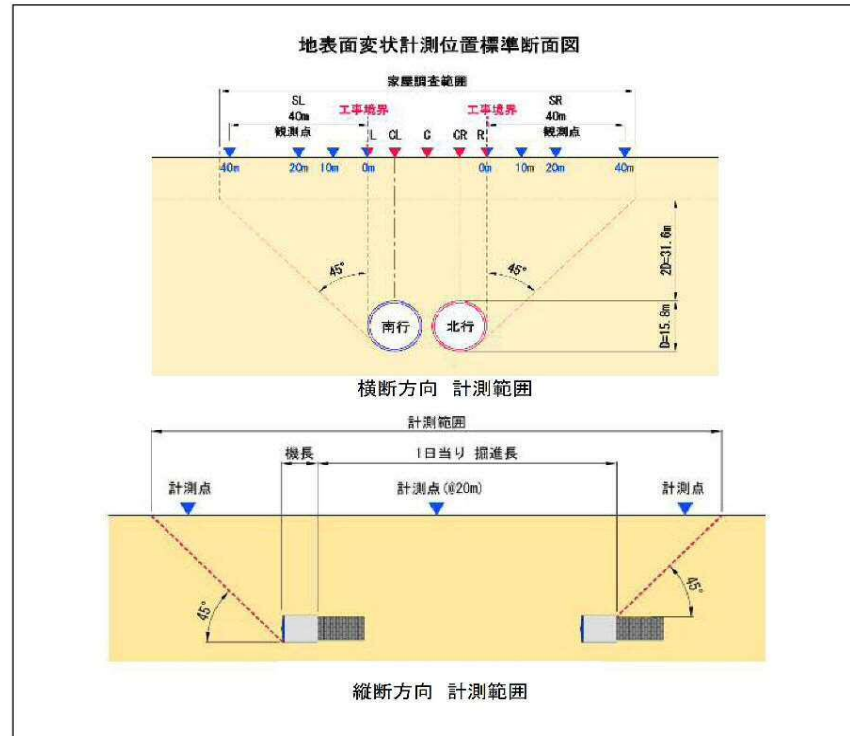 地表面変状計測位置標準断面図
家屋調査範囲
SL
40m
観測点
工事境界
工事境界
SR
40m
観測点
L CL C CR R
40m 20m 10m 0m 0m 10m 20m 40m
45°
45°
2D=31.6m
D=15.8m
南行
北行
横断方向 計測範囲
計測範囲
機長
1日当り 掘進長
計測点
計測点(@20m)
計測点
45°
45°
縦断方向 計測範囲